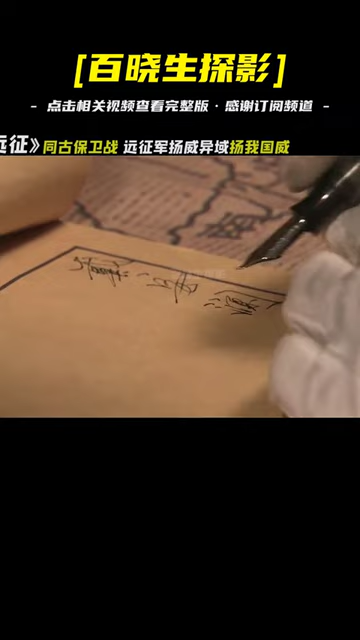 [百晓生探影]
- 点击相关视频查看完整版 · 感谢订阅频道 -
远征》同古保卫战 远征军扬威异域扬我国威
南